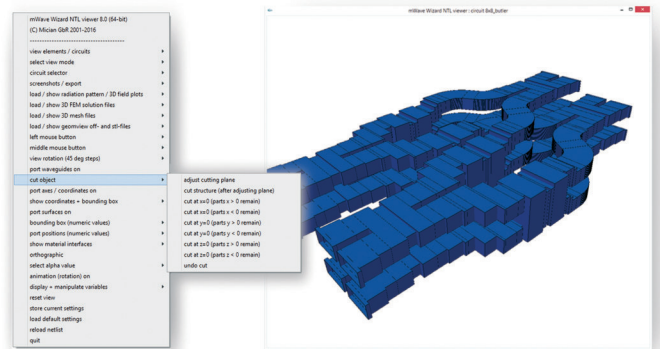 mWave Wizard NTL viewer 8.0 (64-bit)
(C) Mician GbR 2001-2016
----------------------------------------
view elements / circuits
select view mode
circuit selector
screenshots / export
load / show radiation pattern / 3D field plots
load / show 3D FEM solution files
load / show 3D mesh files
load / show geomview off- and stl-files
left mouse button
middle mouse button
view rotation (45 deg steps)
port waveguides on
cut object
port axes / coordinates on
show coordinates + bounding box
port surfaces on
bounding box (numeric values)
port positions (numeric values)
show material interfaces
orthographic
select alpha value
animation (rotation) on
display + manipulate variables
reset view
store current settings
load default settings
reload netlist
quit
adjust cutting plane
cut structure (after adjusting plane)
cut at x=0 (parts x > 0 remain)
cut at x=0 (parts x < 0 remain)
cut at y=0 (parts y > 0 remain)
cut at y=0 (parts y < 0 remain)
cut at z=0 (parts z > 0 remain)
cut at z=0 (parts z < 0 remain)
undo cut
mWave Wizard NTL viewer : circuit 8x8_butler